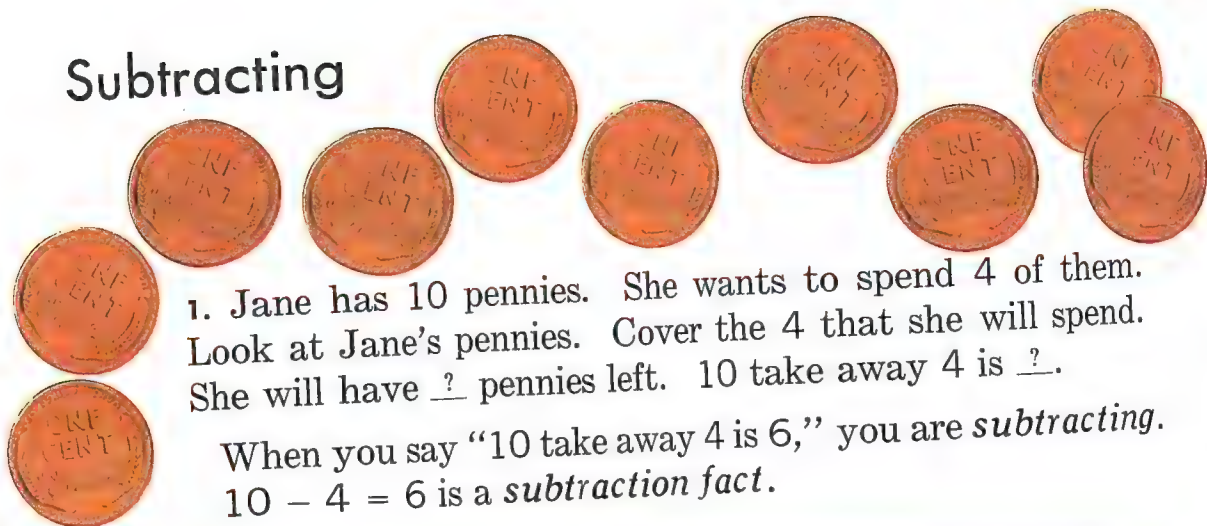 Subtracting
1. Jane has 10 pennies. She wants to spend 4 of them.
Look at Jane's pennies. Cover the 4 that she will spend.
She will have ? pennies left. 10 take away 4 is ?.
When you say “10 take away 4 is 6,” you are subtracting.
10 − 4 = 6 is a subtraction fact.